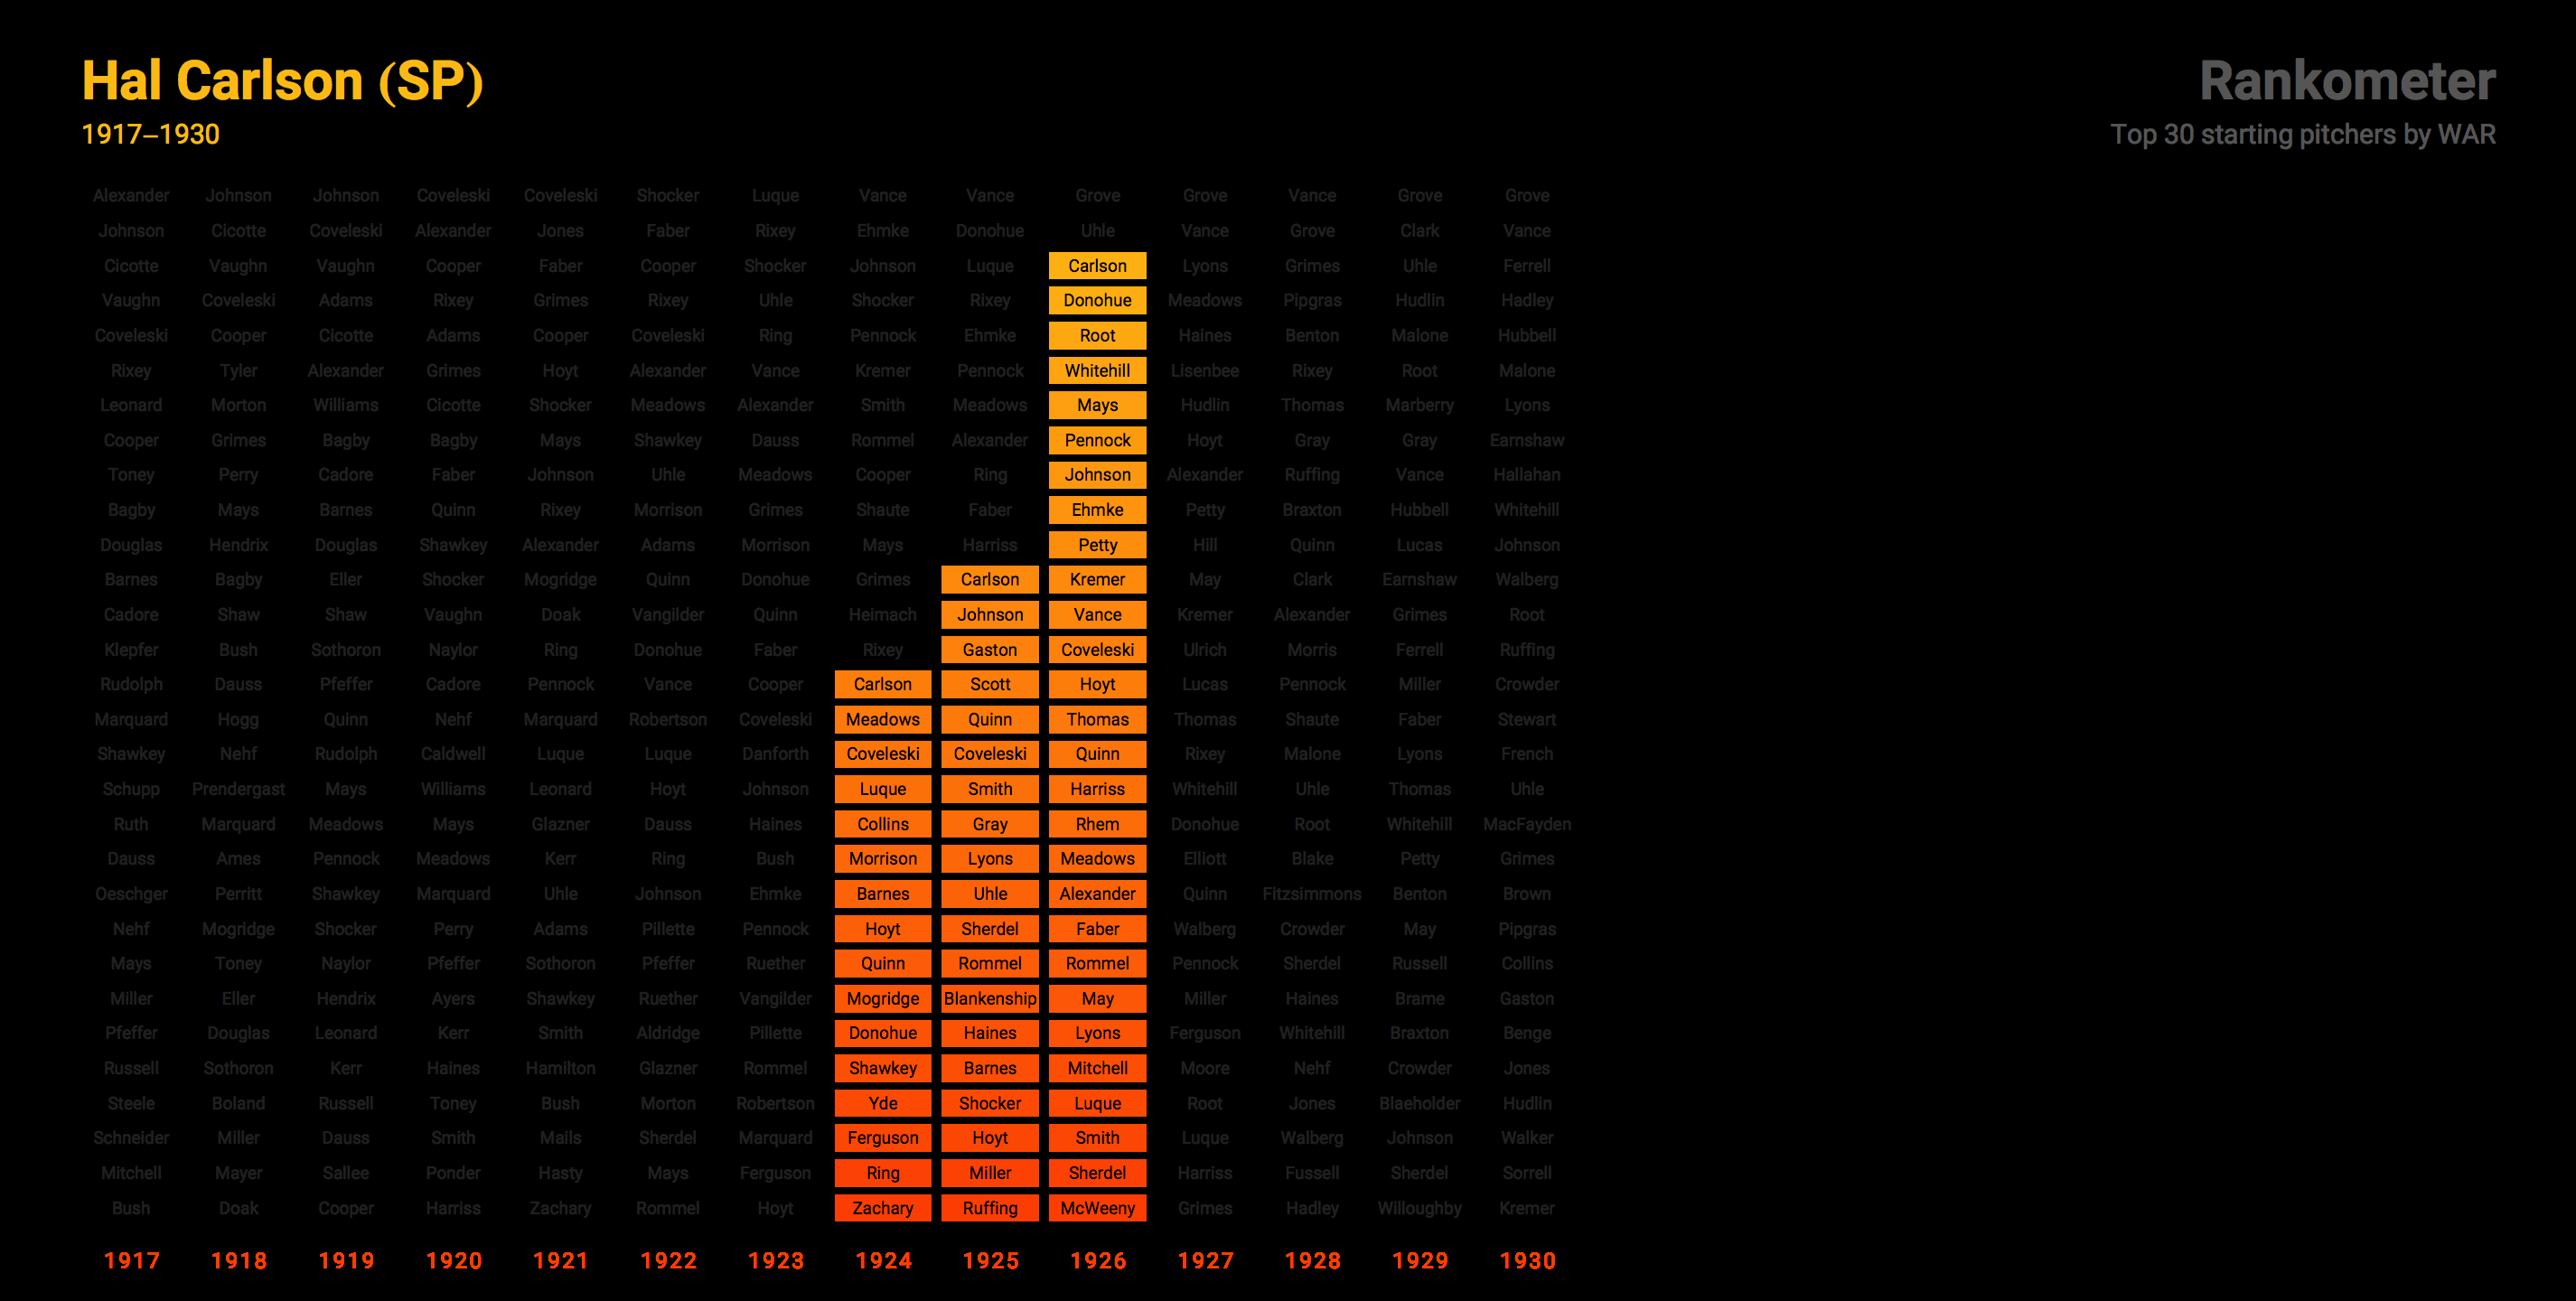 Hal Carlson (SP)
1917–1930
Rankometer
Top 30 starting pitchers by WAR
Alexander Johnson Johnson Coveleski Coveleski Shocker Luque Vance Vance Grove Grove Vance Grove Grove
Johnson Cicotte Coveleski Alexander Jones Faber Rixey Ehmke Donohue Uhle Vance Grove Clark Vance
Cicotte Vaughn Vaughn Cooper Faber Cooper Shocker Johnson Luque Carlson Lyons Grimes Uhle Ferrell
Vaughn Coveleski Adams Rixey Grimes Rixey Uhle Shocker Rixey Donohue Meadows Pipgras Hudlin Hadley
Coveleski Cooper Cicotte Adams Cooper Coveleski Ring Pennock Ehmke Root Haines Benton Malone Hubbell
Rixey Tyler Alexander Grimes Hoyt Alexander Vance Kremer Pennock Whitehill Lisenbee Rixey Root Malone
Leonard Morton Williams Cicotte Shocker Meadows Alexander Smith Meadows Mays Hudlin Thomas Marberry Lyons
Cooper Grimes Bagby Bagby Mays Shawkey Dauss Rommel Alexander Pennock Hoyt Gray Gray Earnshaw
Toney Perry Cadore Faber Johnson Uhle Meadows Cooper Ring Johnson Alexander Ruffing Vance Hallahan
Bagby Mays Barnes Quinn Rixey Morrison Grimes Shaute Faber Ehmke Petty Braxton Hubbell Whitehill
Douglas Hendrix Douglas Shawkey Alexander Adams Morrison Mays Harriss Petty Hill Quinn Lucas Johnson
Barnes Bagby Eller Shocker Mogridge Quinn Donohue Grimes Carlson Kremer May Clark Earnshaw Walberg
Cadore Shaw Shaw Vaughn Doak Vangilder Quinn Heimach Johnson Vance Kremer Alexander Grimes Root
Klepfer Bush Sothoron Naylor Ring Donohue Faber Rixey Gaston Coveleski Ulrich Morris Ferrell Ruffing
Rudolph Dauss Pfeffer Cadore Pennock Vance Cooper Carlson Scott Hoyt Lucas Pennock Miller Crowder
Marquard Hogg Quinn Nehf Marquard Robertson Coveleski Meadows Quinn Thomas Thomas Shaute Faber Stewart
Shawkey Nehf Rudolph Caldwell Luque Luque Danforth Coveleski Coveleski Quinn Rixey Malone Lyons French
Schupp Prendergast Mays Williams Leonard Hoyt Johnson Luque Smith Harriss Whitehill Uhle Thomas Uhle
Ruth Marquard Meadows Mays Glazner Dauss Haines Collins Gray Rhem Donohue Root Whitehill MacFayden
Dauss Ames Pennock Meadows Kerr Ring Bush Morrison Lyons Meadows Elliott Blake Petty Grimes
Oeschger Perritt Shawkey Marquard Uhle Johnson Ehmke Barnes Uhle Alexander Quinn Fitzsimmons Benton Brown
Nehf Mogridge Shocker Perry Adams Pillette Pennock Hoyt Sherdel Faber Walberg Crowder May Pipgras
Mays Toney Naylor Pfeffer Sothoron Pfeffer Ruether Quinn Rommel Rommel Pennock Sherdel Russell Collins
Miller Eller Hendrix Ayers Shawkey Ruether Vangilder Mogridge Blankenship May Miller Haines Brame Gaston
Pfeffer Douglas Leonard Kerr Smith Aldridge Pillette Donohue Haines Lyons Ferguson Whitehill Braxton Benge
Russell Sothoron Kerr Haines Hamilton Glazner Rommel Shawkey Barnes Mitchell Moore Nehf Crowder Jones
Steele Boland Russell Toney Bush Morton Robertson Yde Shocker Luque Root Jones Blaeholder Hudlin
Schneider Miller Dauss Smith Mails Sherdel Marquard Ferguson Hoyt Smith Luque Walberg Johnson Walker
Mitchell Mayer Sallee Ponder Hasty Mays Ferguson Ring Miller Sherdel Harriss Fussell Sherdel Sorrell
Bush Doak Cooper Harriss Zachary Rommel Hoyt Zachary Ruffing McWeeny Grimes Hadley Willoughby Kremer
1917 1918 1919 1920 1921 1922 1923 1924 1925 1926 1927 1928 1929 1930